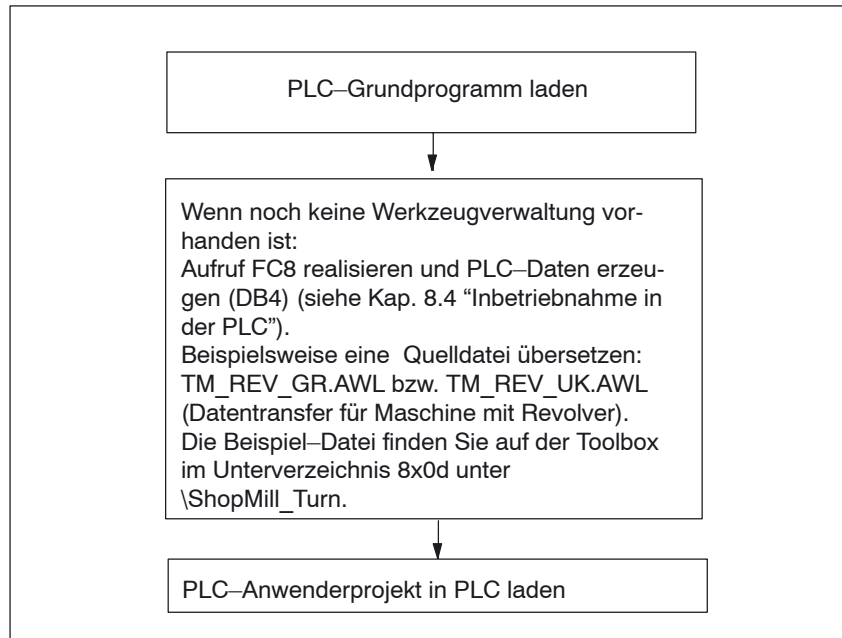 PLC–Grundprogramm laden
Wenn noch keine Werkzeugverwaltung vor-
handen ist:
Aufruf FC8 realisieren und PLC–Daten erzeu-
gen (DB4) (siehe Kap. 8.4 “Inbetriebnahme in
der PLC”).
Beispielsweise eine Quelldatei übersetzen:
TM_REV_GR.AWL bzw. TM_REV_UK.AWL
(Datentransfer für Maschine mit Revolver).
Die Beispiel–Datei finden Sie auf der Toolbox
im Unterverzeichnis 8x0d unter
\ShopMill_Turn.
PLC–Anwenderprojekt in PLC laden